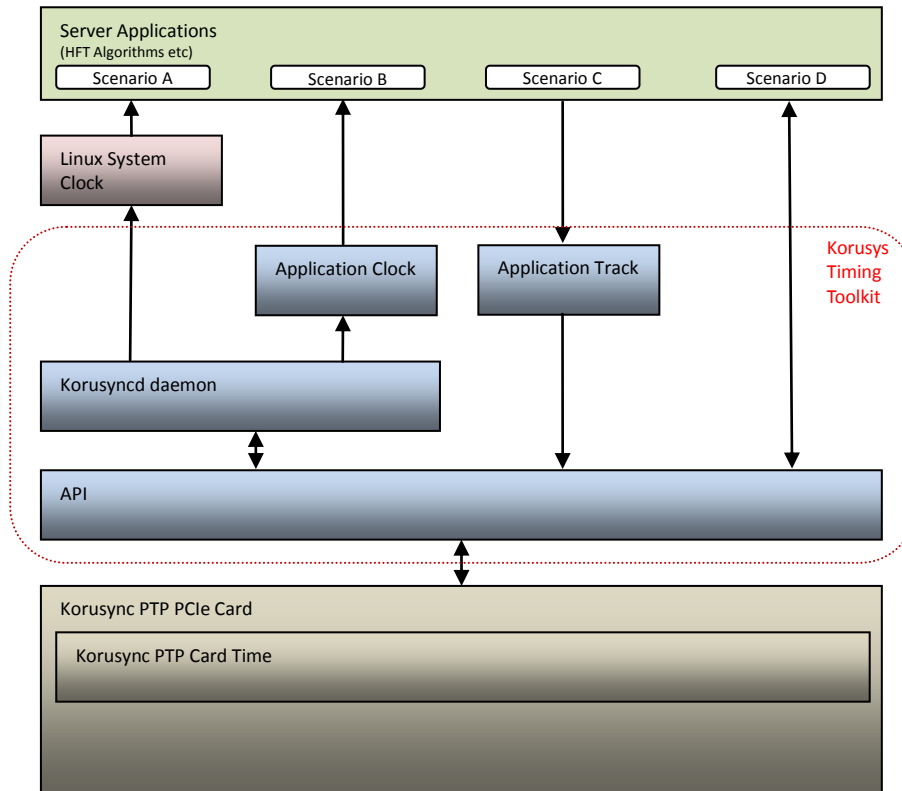 Server Applications
(HFT Algorithms etc)
Scenario A
Scenario B
Scenario C
Scenario D
Linux System
Clock
Korusys
Timing
Toolkit
Application Clock
Application Track
Korusyncd daemon
API
Korusync PTP PCIe Card
Korusync PTP Card Time